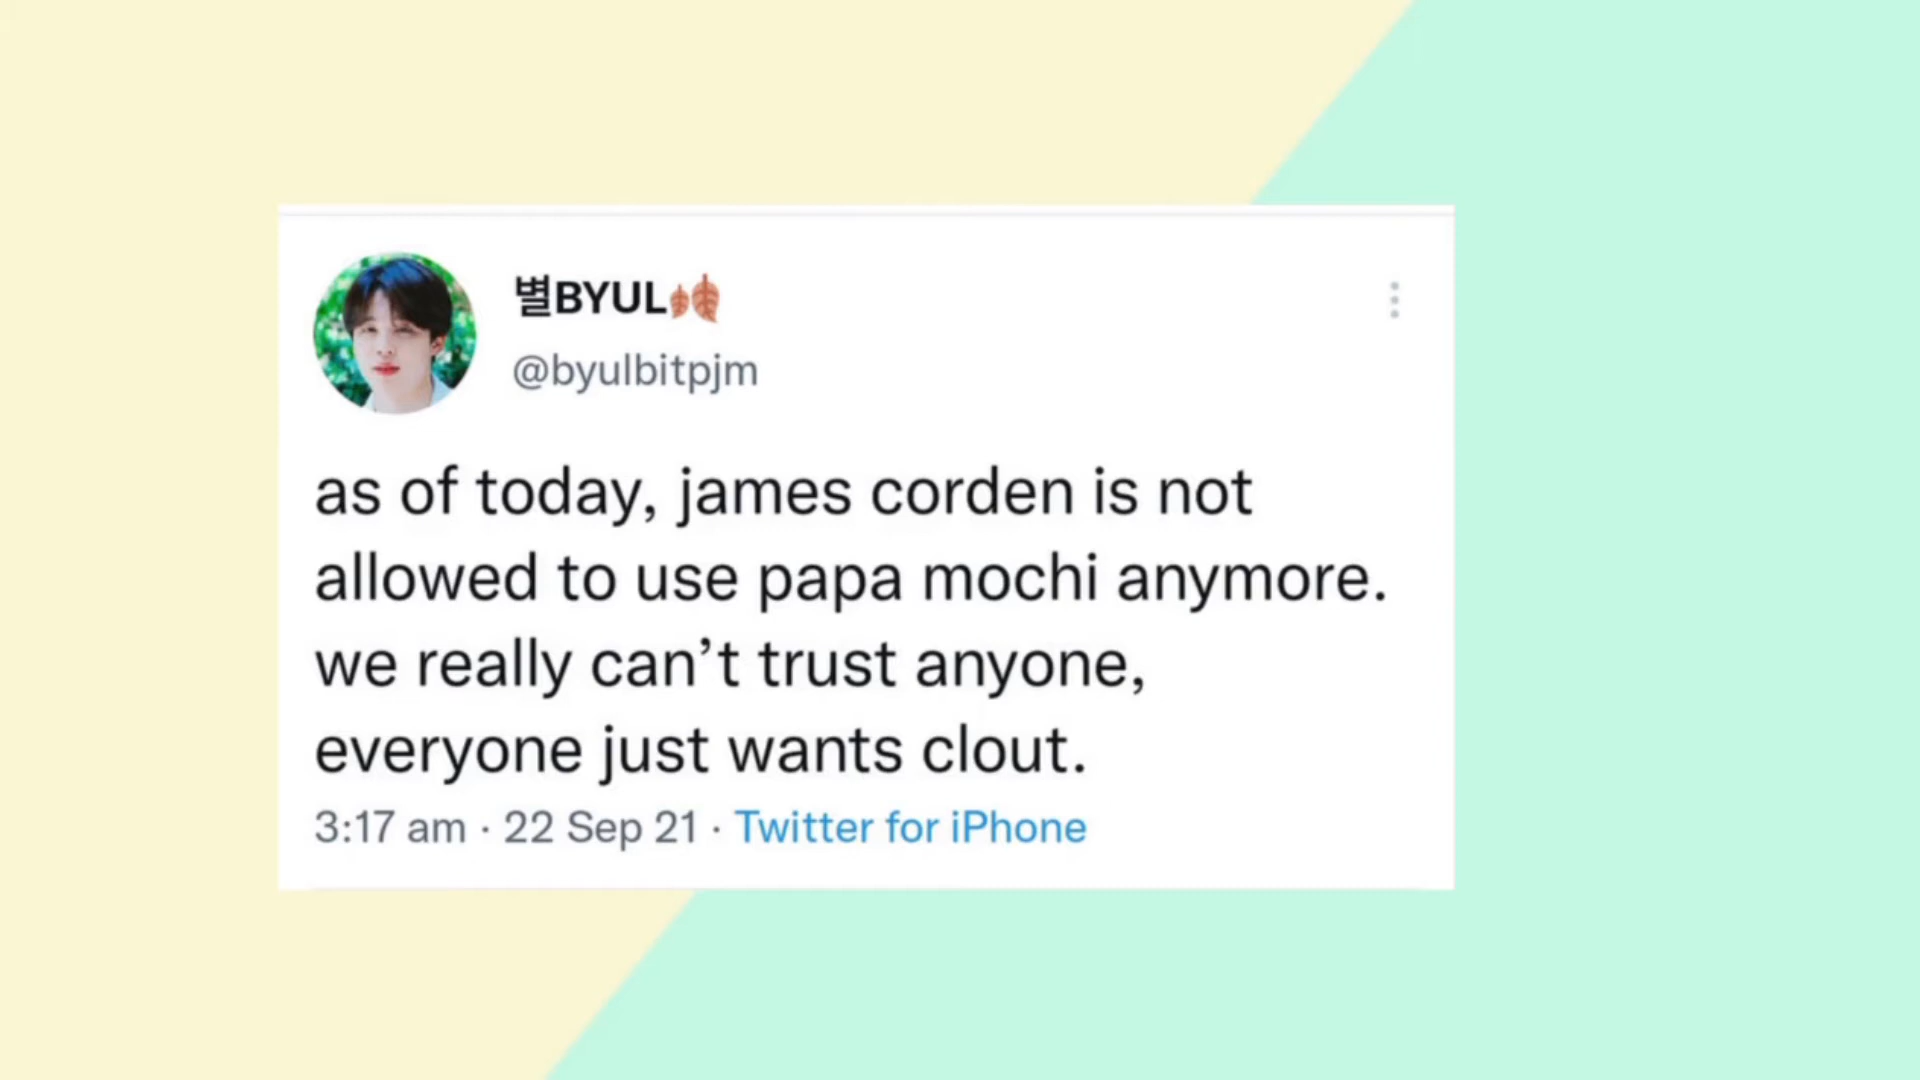 별BYUL🍂
@byulbitpjm
as of today, james corden is not
allowed to use papa mochi anymore.
we really can’t trust anyone,
everyone just wants clout.
3:17 am · 22 Sep 21 · Twitter for iPhone